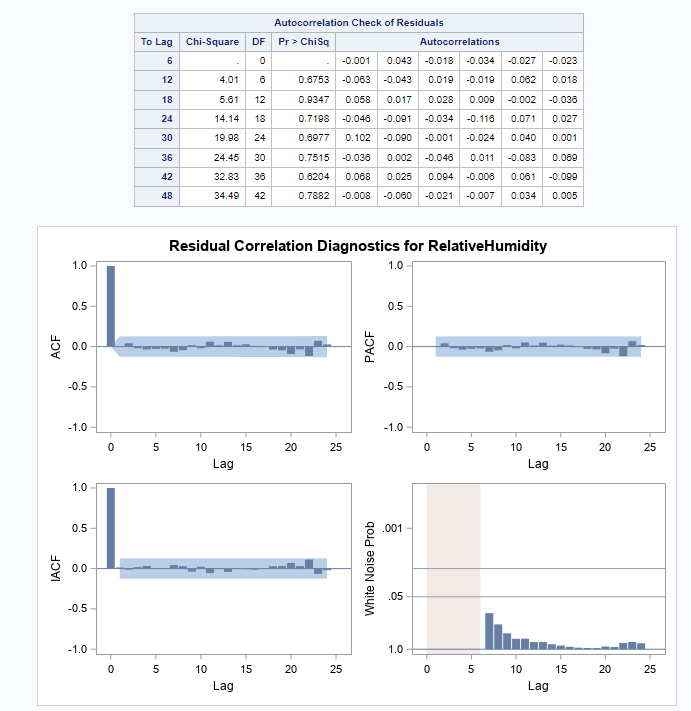 Autocorrelation Check of Residuals
To Lag Chi-Square DF Pr > ChiSq Autocorrelations
6 . 0 . -0.001 0.043 -0.018 -0.034 -0.027 -0.023
12 4.01 6 0.6753 -0.063 -0.043 0.019 -0.019 0.062 0.018
18 5.61 12 0.9347 0.058 0.017 0.028 0.009 -0.002 -0.036
24 14.14 18 0.7198 -0.046 -0.091 -0.034 -0.116 0.071 0.027
30 19.98 24 0.6977 0.102 -0.090 -0.001 -0.024 0.040 0.001
36 24.45 30 0.7515 -0.036 0.002 -0.046 0.011 -0.083 0.069
42 32.83 36 0.6204 0.068 0.025 0.094 -0.006 0.061 -0.099
48 34.49 42 0.7882 -0.008 -0.060 -0.021 -0.007 0.034 0.005
Residual Correlation Diagnostics for RelativeHumidity
1.0
0.5
0.0
-0.5
-1.0
ACF
0 5 10 15 20 25
Lag
1.0
0.5
0.0
-0.5
-1.0
PACF
0 5 10 15 20 25
Lag
1.0
0.5
0.0
-0.5
-1.0
IACF
0 5 10 15 20 25
Lag
.001
.05
1.0
White Noise Prob
0 5 10 15 20 25
Lag